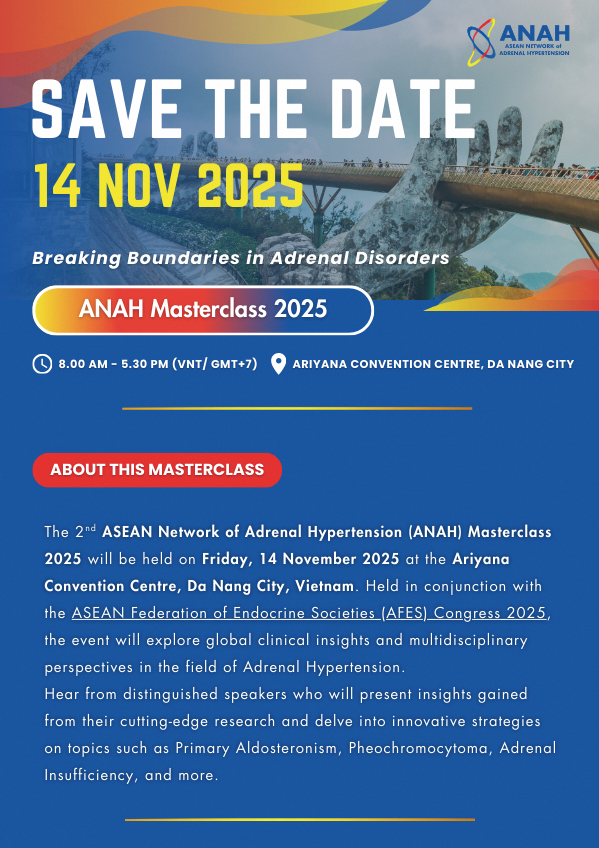 ANAH
ASEAN NETWORK of
ADRENAL HYPERTENSION
SAVE THE DATE
14 NOV 2025
Breaking Boundaries in Adrenal Disorders
ANAH Masterclass 2025
8.00 AM - 5.30 PM (VNT/ GMT+7)
ARIYANA CONVENTION CENTRE, DA NANG CITY
ABOUT THIS MASTERCLASS
The 2nd ASEAN Network of Adrenal Hypertension (ANAH) Masterclass
2025 will be held on Friday, 14 November 2025 at the Ariyana
Convention Centre, Da Nang City, Vietnam. Held in conjunction with
the ASEAN Federation of Endocrine Societies (AFES) Congress 2025,
the event will explore global clinical insights and multidisciplinary
perspectives in the field of Adrenal Hypertension.
Hear from distinguished speakers who will present insights gained
from their cutting-edge research and delve into innovative strategies
on topics such as Primary Aldosteronism, Pheochromocytoma, Adrenal
Insufficiency, and more.